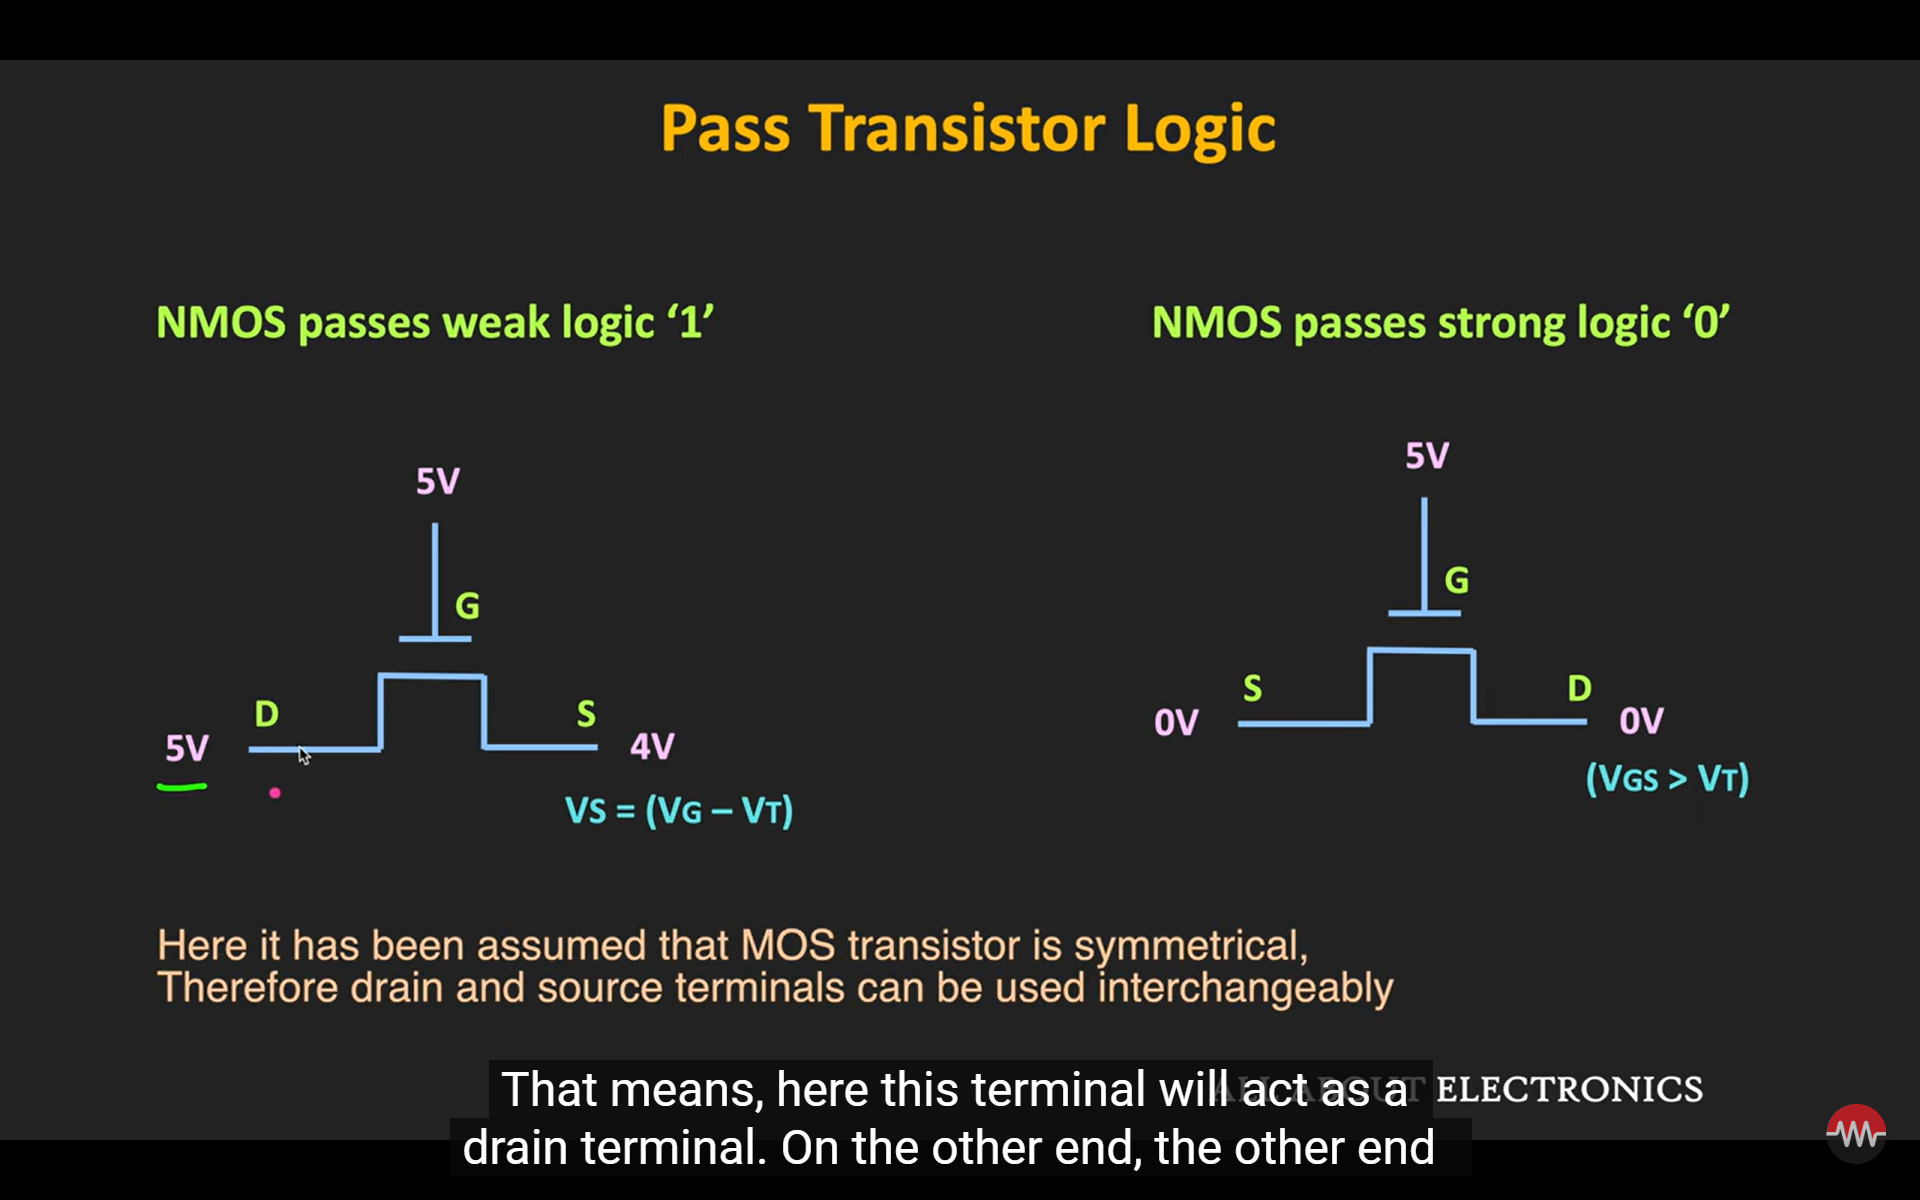 Pass Transistor Logic
NMOS passes weak logic ‘1’
NMOS passes strong logic ‘0’
5V
G
D
S
5V
4V
VS = (VG – VT)
5V
G
S
D
0V
0V
(VGS > VT)
Here it has been assumed that MOS transistor is symmetrical,
Therefore drain and source terminals can be used interchangeably
ALL ABOUT ELECTRONICS
That means, here this terminal will act as a
drain terminal. On the other end, the other end